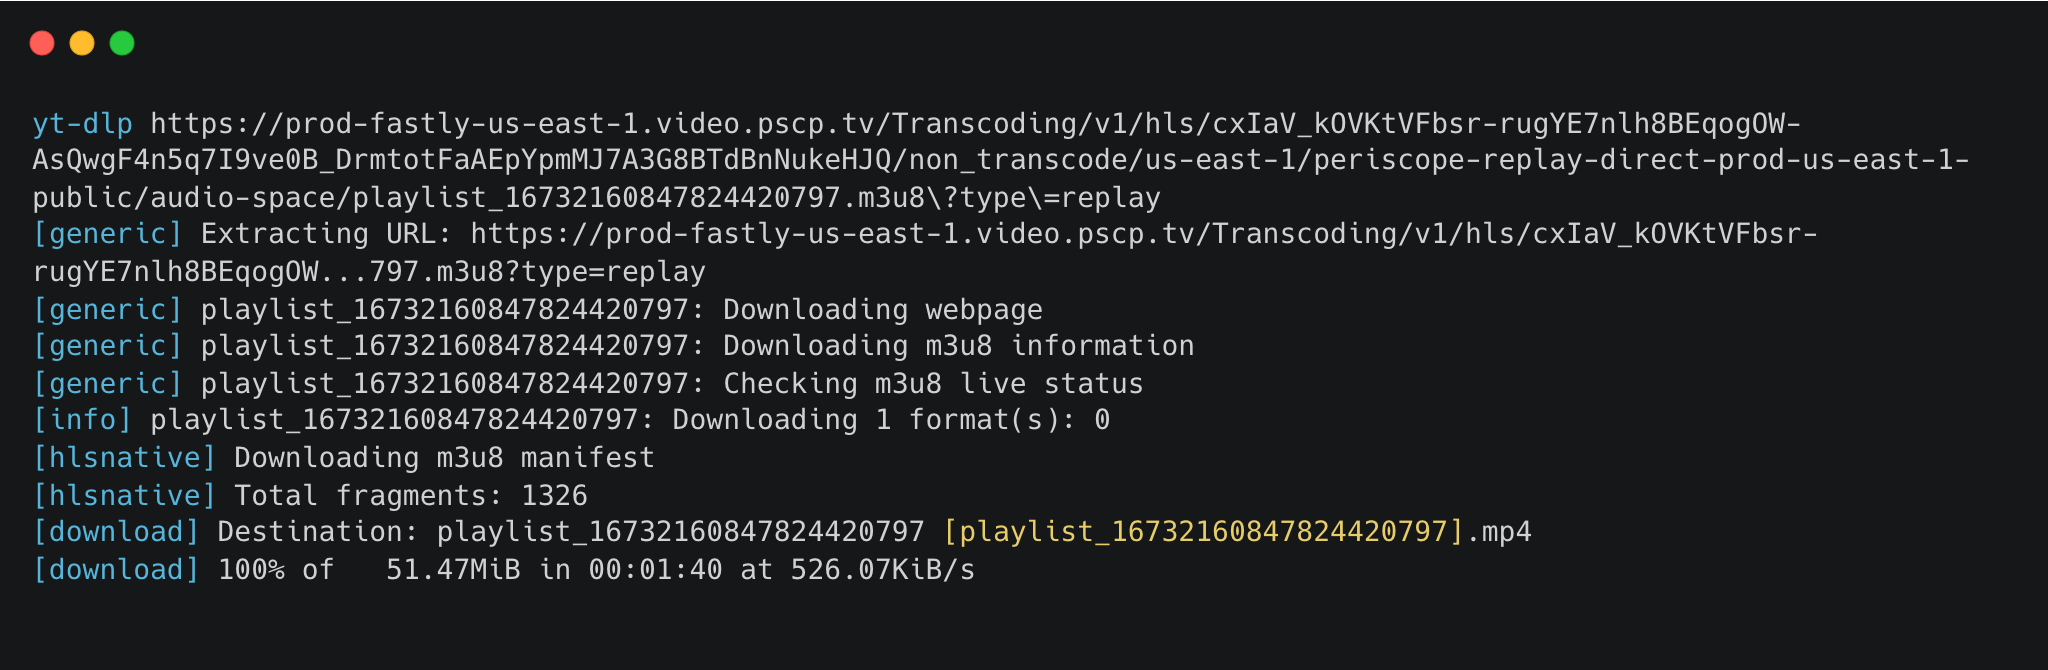 yt-dlp https://prod-fastly-us-east-1.video.pscp.tv/Transcoding/v1/hls/cxIaV_kOVKtVFbsr-rugYE7nlh8BEqogOW-
AsQwgF4n5q7I9ve0B_DrmtotFaAEpYpmMJ7A3G8BTdBnNukeHJQ/non_transcode/us-east-1/periscope-replay-direct-prod-us-east-1-
public/audio-space/playlist_16732160847824420797.m3u8\?type\=replay
[generic] Extracting URL: https://prod-fastly-us-east-1.video.pscp.tv/Transcoding/v1/hls/cxIaV_kOVKtVFbsr-
rugYE7nlh8BEqogOW...797.m3u8?type=replay
[generic] playlist_16732160847824420797: Downloading webpage
[generic] playlist_16732160847824420797: Downloading m3u8 information
[generic] playlist_16732160847824420797: Checking m3u8 live status
[info] playlist_16732160847824420797: Downloading 1 format(s): 0
[hlsnative] Downloading m3u8 manifest
[hlsnative] Total fragments: 1326
[download] Destination: playlist_16732160847824420797 [playlist_16732160847824420797].mp4
[download] 100% of   51.47MiB in 00:01:40 at 526.07KiB/s